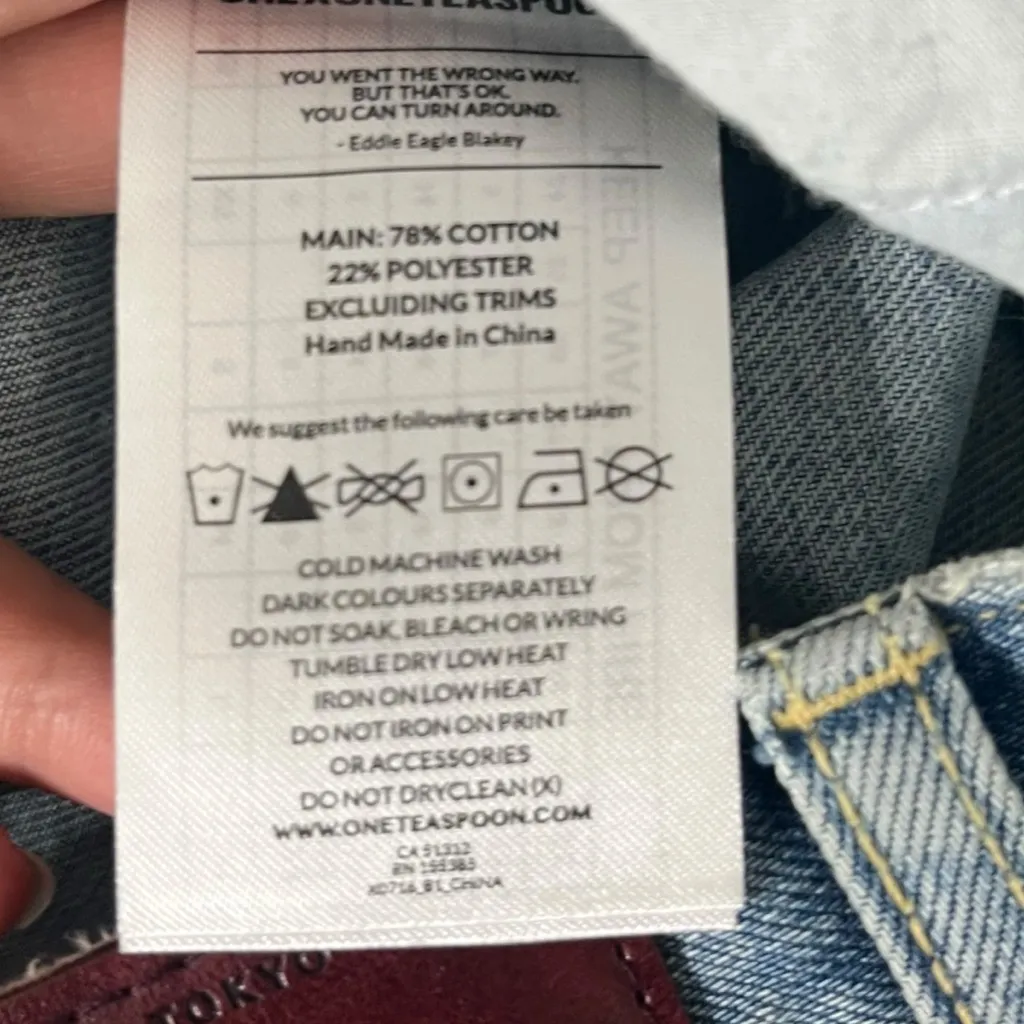 YOU WENT THE WRONG WAY.
BUT THAT'S OK.
YOU CAN TURN AROUND.
- Eddie Eagle Blakey
MAIN: 78% COTTON
22% POLYESTER
EXCLUIDING TRIMS
Hand Made in China
We suggest the following care be taken
COLD MACHINE WASH
DARK COLOURS SEPARATELY
DO NOT SOAK, BLEACH OR WRING
TUMBLE DRY LOW HEAT
IRON ON LOW HEAT
DO NOT IRON ON PRINT
OR ACCESSORIES
DO NOT DRYCLEAN (X)
WWW.ONETEASPOON.COM
CA 51312
TOKYO